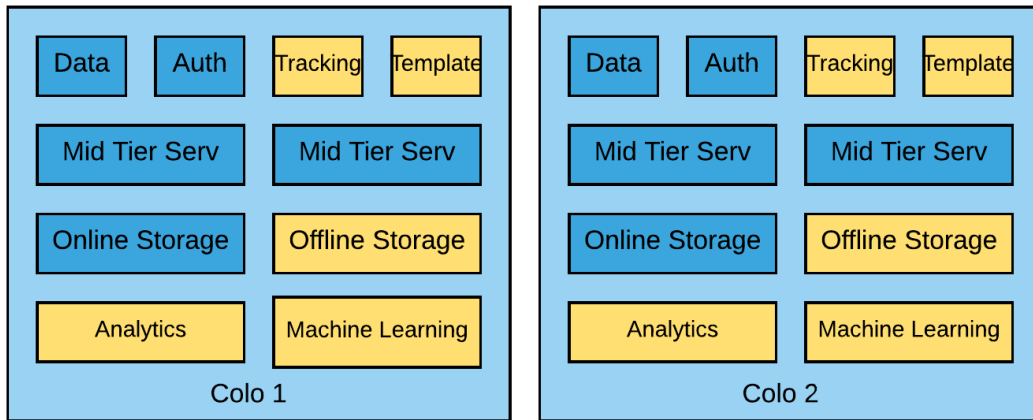 Data
Auth
Tracking
Template
Mid Tier Serv
Mid Tier Serv
Online Storage
Offline Storage
Analytics
Machine Learning
Colo 1
Data
Auth
Tracking
Template
Mid Tier Serv
Mid Tier Serv
Online Storage
Offline Storage
Analytics
Machine Learning
Colo 2